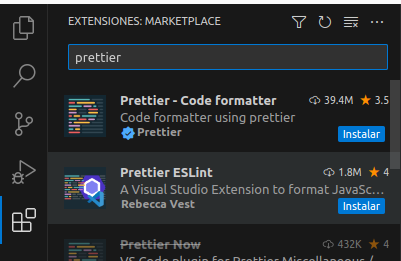 EXTENSIONES: MARKETPLACE
prettier
Prettier - Code formatter 39.4M 3.5
Code formatter using prettier
Prettier Instalar
Prettier ESLint 1.8M 4
A Visual Studio Extension to format JavaSc...
Rebecca Vest Instalar
Prettier Now 432K 4
VS Code plugin for Prettier Miscellaneous /